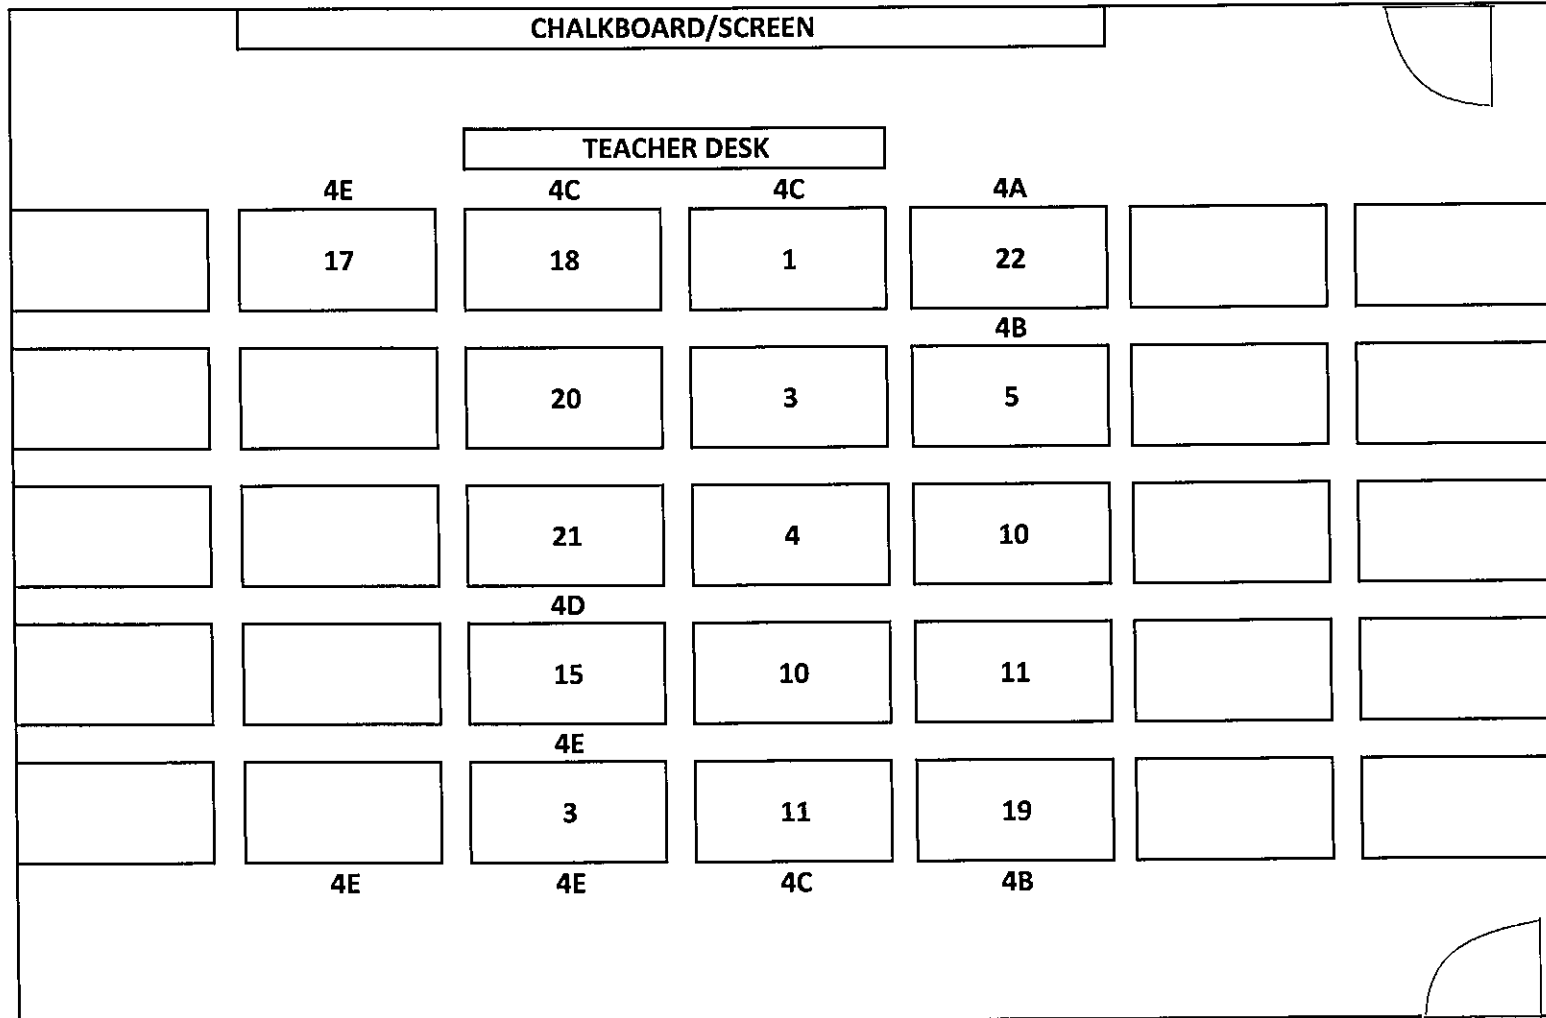 CHALKBOARD/SCREEN
TEACHER DESK
4E 4C 4C 4A
17 18 1 22
4B
20 3 5
21 4 10
4D
15 10 11
4E
3 11 19
4E 4E 4C 4B